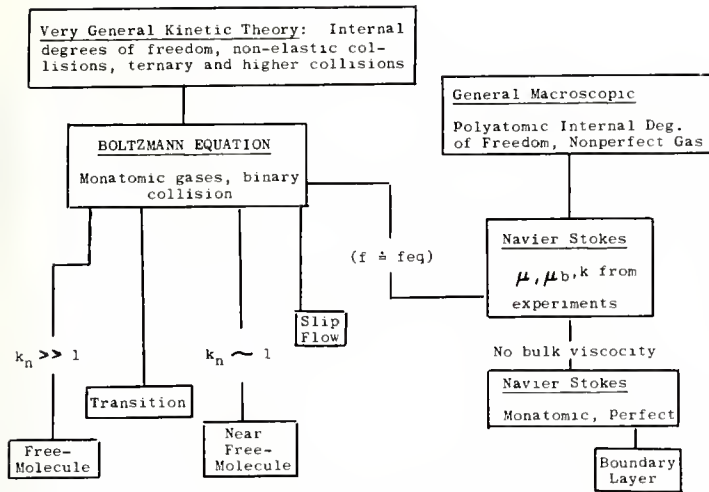 Very General Kinetic Theory: Internal
degrees of freedom, non-elastic col-
lisions, ternary and higher collisions
General Macroscopic
Polyatomic Internal Deg.
of Freedom, Nonperfect Gas
BOLTZMANN EQUATION
Monatomic gases, binary
collision
(f ≐ feq)
Navier Stokes
μ, μb, k from
experiments
Slip
Flow
kn >> 1
kn ~ 1
No bulk viscocity
Transition
Navier Stokes
Monatomic, Perfect
Free-
Molecule
Near
Free-
Molecule
Boundary
Layer